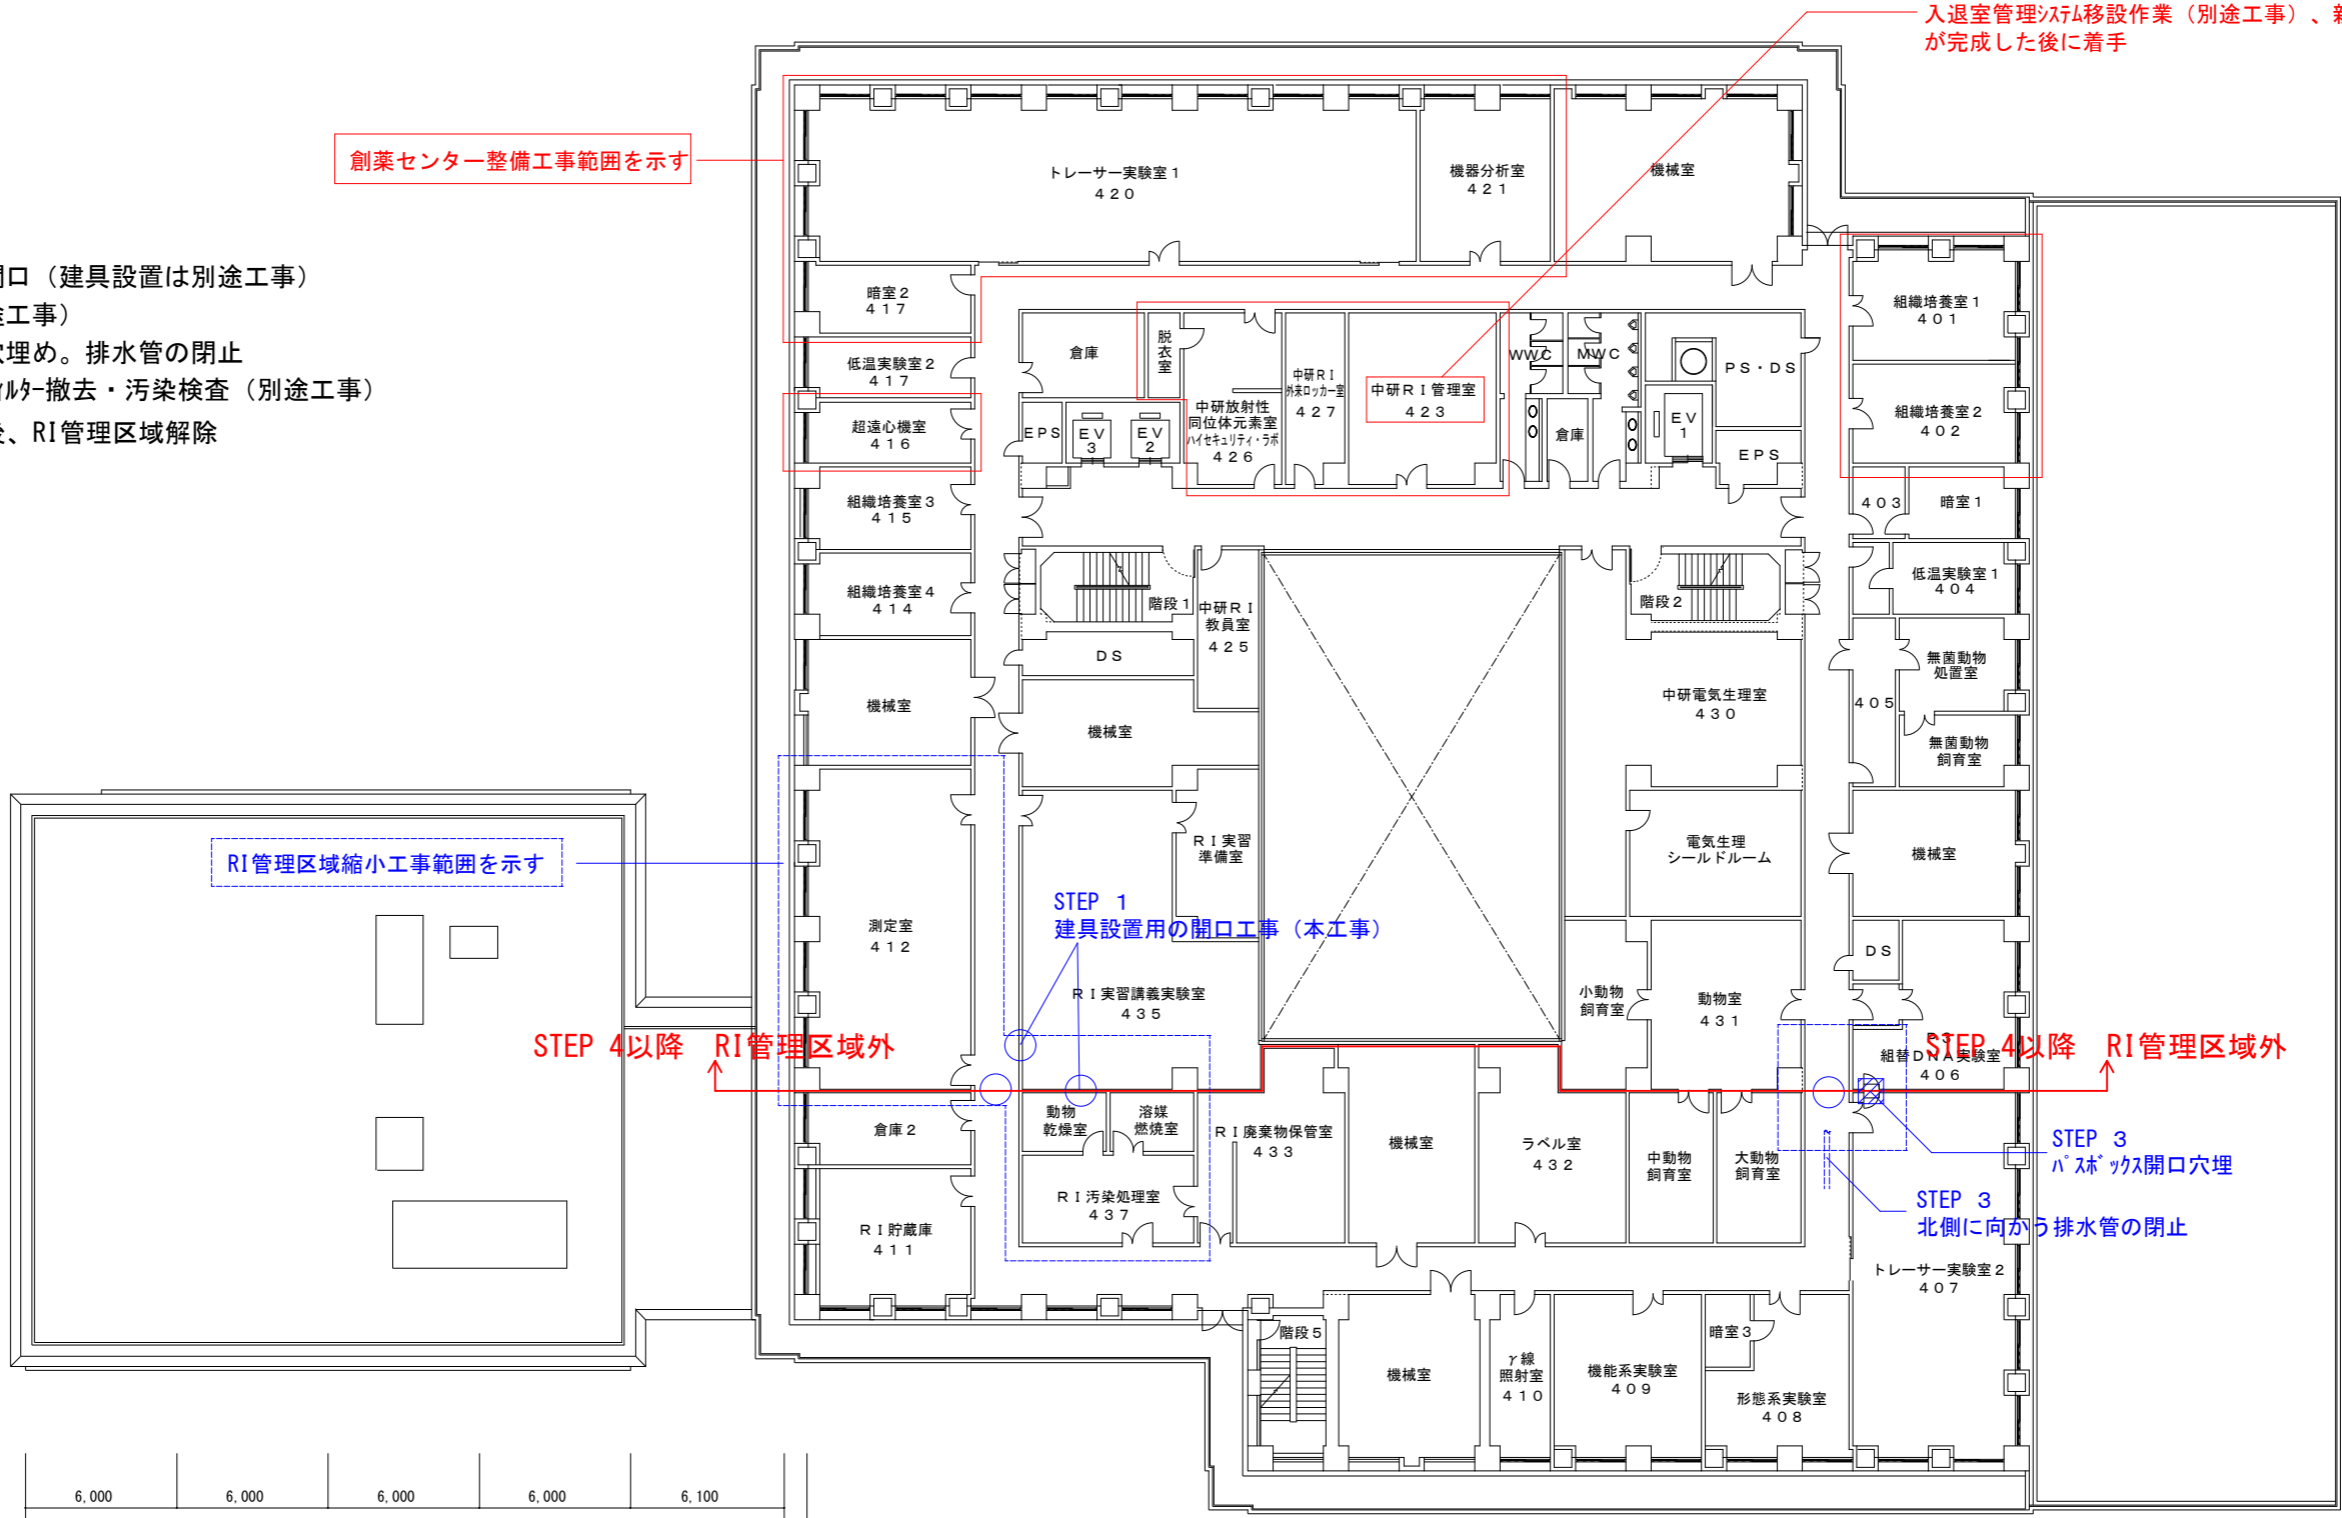 入退室管理ｼｽﾃﾑ移設作業（別途工事）、
が完成した後に着手
創薬センター整備工事範囲を示す
開口（建具設置は別途工事）
途工事）
穴埋め。排水管の閉止
ｨﾙﾀｰ撤去・汚染検査（別途工事）
後、RI管理区域解除
トレーサー実験室１
４２０
機器分析室
４２１
機械室
暗室２
４１７
低温実験室２
４１７
超遠心機室
４１６
組織培養室３
４１５
組織培養室４
４１４
機械室
倉庫
脱衣室
中研放射性
同位体元素室
ハイセキュリティ・ラボ
４２６
中研ＲＩ
外来ロッカー室
４２７
中研ＲＩ管理室
４２３
ＷＷＣ
ＭＷＣ
ＰＳ・ＤＳ
ＥＰＳ
ＥＶ
３
ＥＶ
２
倉庫
ＥＶ
１
ＥＰＳ
組織培養室１
４０１
組織培養室２
４０２
４０３
暗室１
低温実験室１
４０４
階段１
中研ＲＩ
教員室
４２５
階段２
ＤＳ
機械室
中研電気生理室
４３０
４０５
無菌動物
処置室
無菌動物
飼育室
RI管理区域縮小工事範囲を示す
測定室
４１２
ＲＩ実習
準備室
電気生理
シールドルーム
機械室
STEP 1
建具設置用の開口工事（本工事）
ＲＩ実習講義実験室
４３５
小動物
飼育室
動物室
４３１
ＤＳ
Ｐ３
組替ＤＮＡ実験室
４０６
STEP 4以降　RI管理区域外
STEP 4以降　RI管理区域外
倉庫２
動物
乾燥室
溶媒
燃焼室
ＲＩ廃棄物保管室
４３３
機械室
ラベル室
４３２
中動物
飼育室
大動物
飼育室
STEP 3
ﾊﾟｽﾎﾞｯｸｽ開口穴埋
ＲＩ汚染処理室
４３７
STEP 3
北側に向かう排水管の閉止
ＲＩ貯蔵庫
４１１
トレーサー実験室２
４０７
階段５
機械室
γ線
照射室
４１０
機能系実験室
４０９
暗室３
形態系実験室
４０８
6,000
6,000
6,000
6,000
6,100